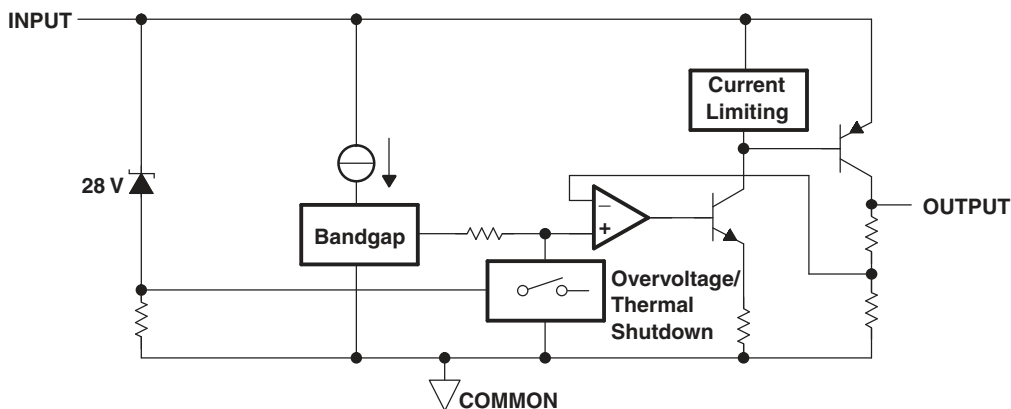 INPUT
Current
Limiting
28 V
−
+
OUTPUT
Bandgap
Overvoltage/
Thermal
Shutdown
COMMON